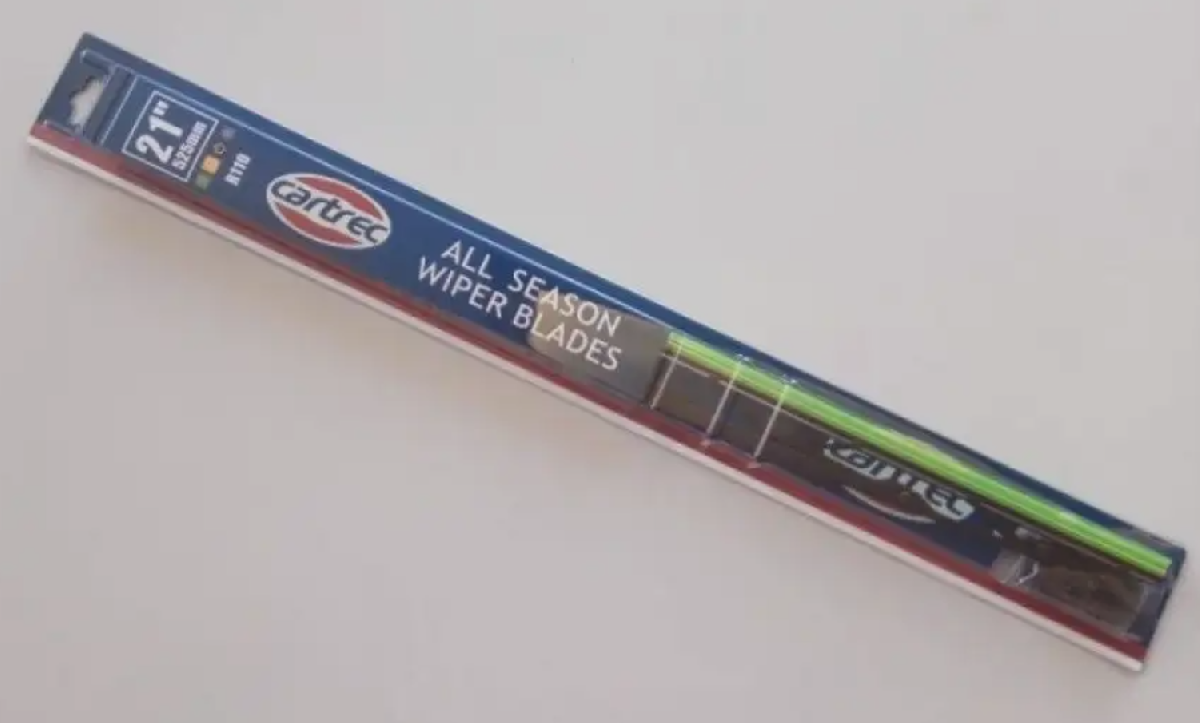 21"
525mm
R110
cartrec
ALL SEASON
WIPER BLADES
cartrec